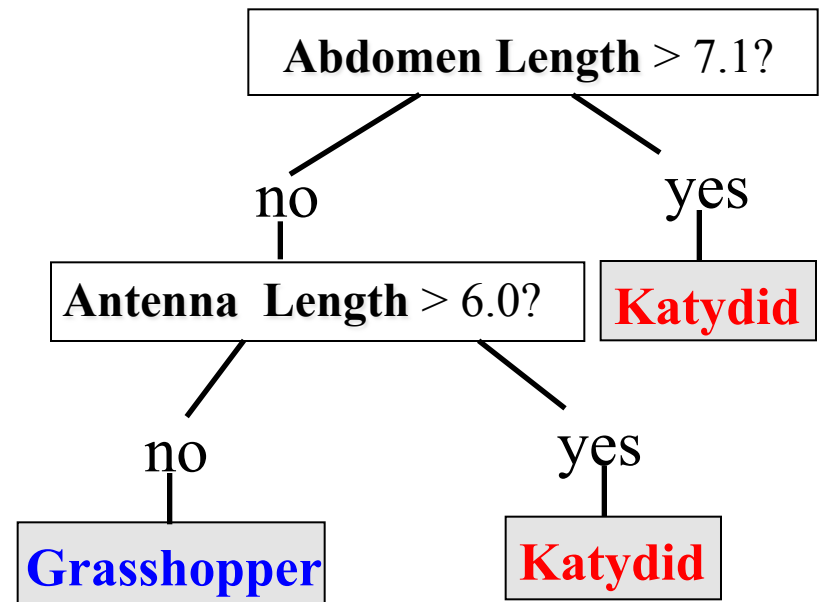 Abdomen Length > 7.1?
no
yes
Antenna Length > 6.0?
Katydid
no
yes
Grasshopper
Katydid